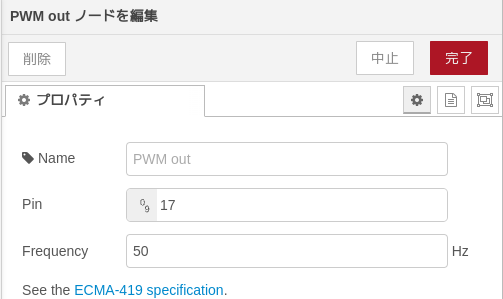 PWM out ノードを編集
削除 中止 完了
プロパティ
Name PWM out
Pin 17
Frequency 50 Hz
See the ECMA-419 specification.